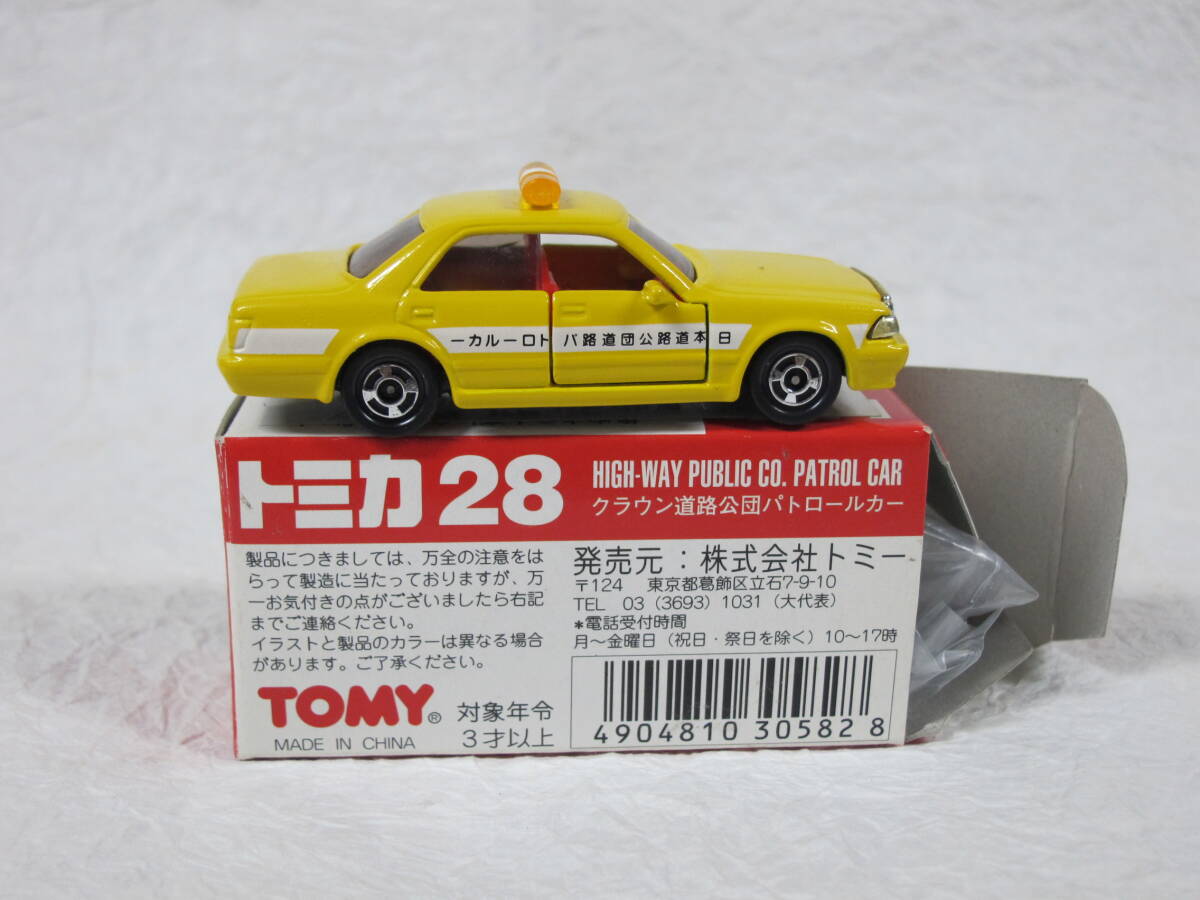 ーカルーロト パ路道団公路道本日
トミカ 28
HIGH-WAY PUBLIC CO. PATROL CAR
クラウン道路公団パトロールカー
製品につきましては、万全の注意をは
らって製造に当たっておりますが、万
一お気付きの点がございましたら右記
までご連絡ください。
イラストと製品のカラーは異なる場合
があります。ご了承ください。
TOMY®
MADE IN CHINA
対象年令
3才以上
発売元：株式会社トミー
〒124 東京都葛飾区立石7-9-10
TEL 03 (3693) 1031 (大代表)
*電話受付時間
月〜金曜日 (祝日・祭日を除く) 10〜17時
4904810 305828